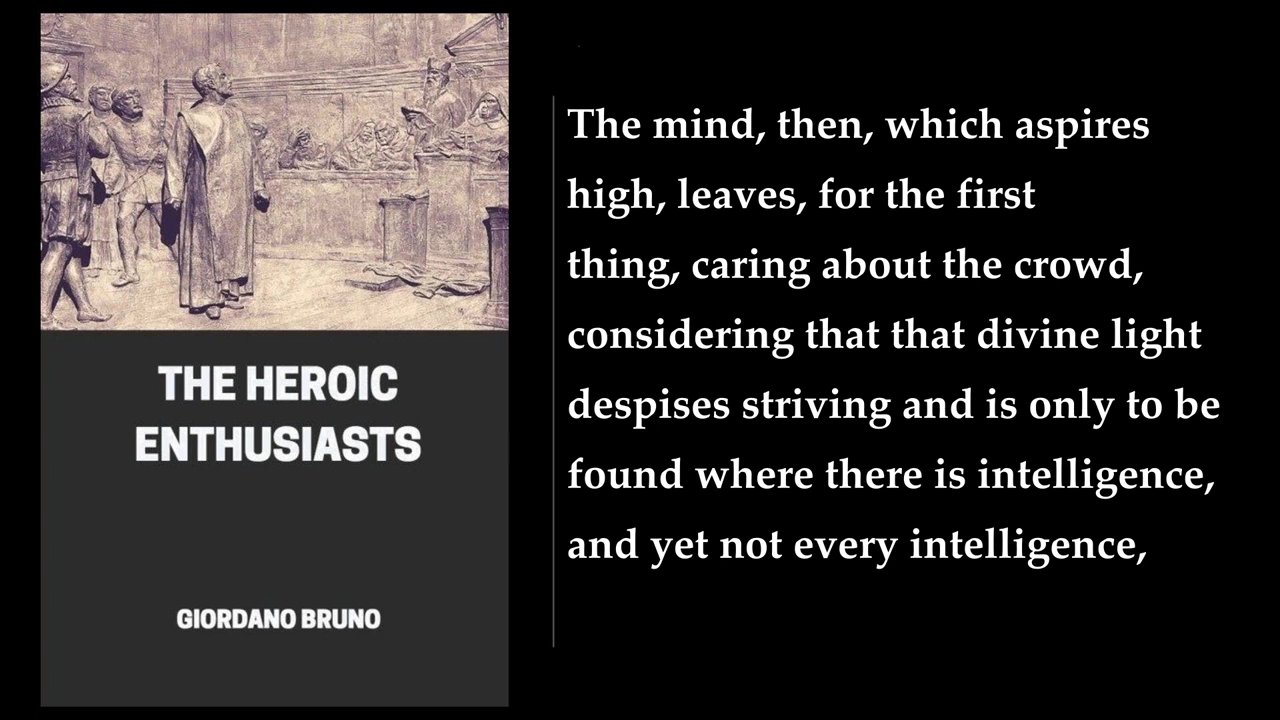 THE HEROIC
ENTHUSIASTS
GIORDANO BRUNO
The mind, then, which aspires
high, leaves, for the first
thing, caring about the crowd,
considering that that divine light
despises striving and is only to be
found where there is intelligence,
and yet not every intelligence,